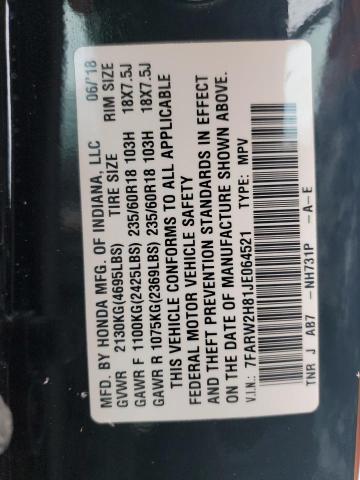 MFD. BY HONDA MFG. OF INDIANA, LLC 06/'18
GVWR 2130KG(4695LBS) TIRE SIZE RIM SIZE
GAWR F 1100KG(2425LBS) 235/60R18 103H 18X7.5J
GAWR R 1075KG(2369LBS) 235/60R18 103H 18X7.5J
THIS VEHICLE CONFORMS TO ALL APPLICABLE
FEDERAL MOTOR VEHICLE SAFETY
AND THEFT PREVENTION STANDARDS IN EFFECT
ON THE DATE OF MANUFACTURE SHOWN ABOVE.
V.I.N.: 7FARW2H81JE064521 TYPE: MPV
TNR J AB7 -NH731P -A-E